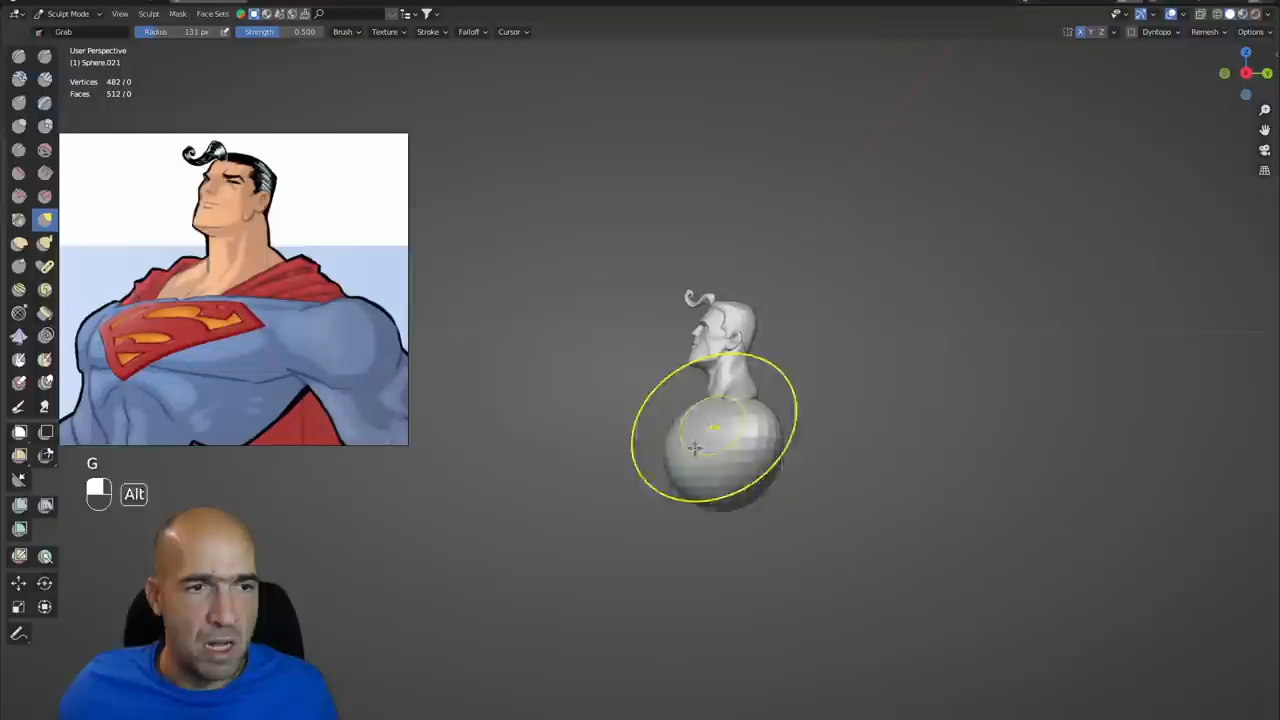 Sculpt Mode View Sculpt Mask Face Sets
Grab Radius 131 px Strength 0.500 Brush Texture Stroke Falloff Cursor X Y Z Dyntopo Remesh Options
User Perspective
(1) Sphere.021
Vertices 482 / 0
Faces 512 / 0
Z
X Y
G
Alt